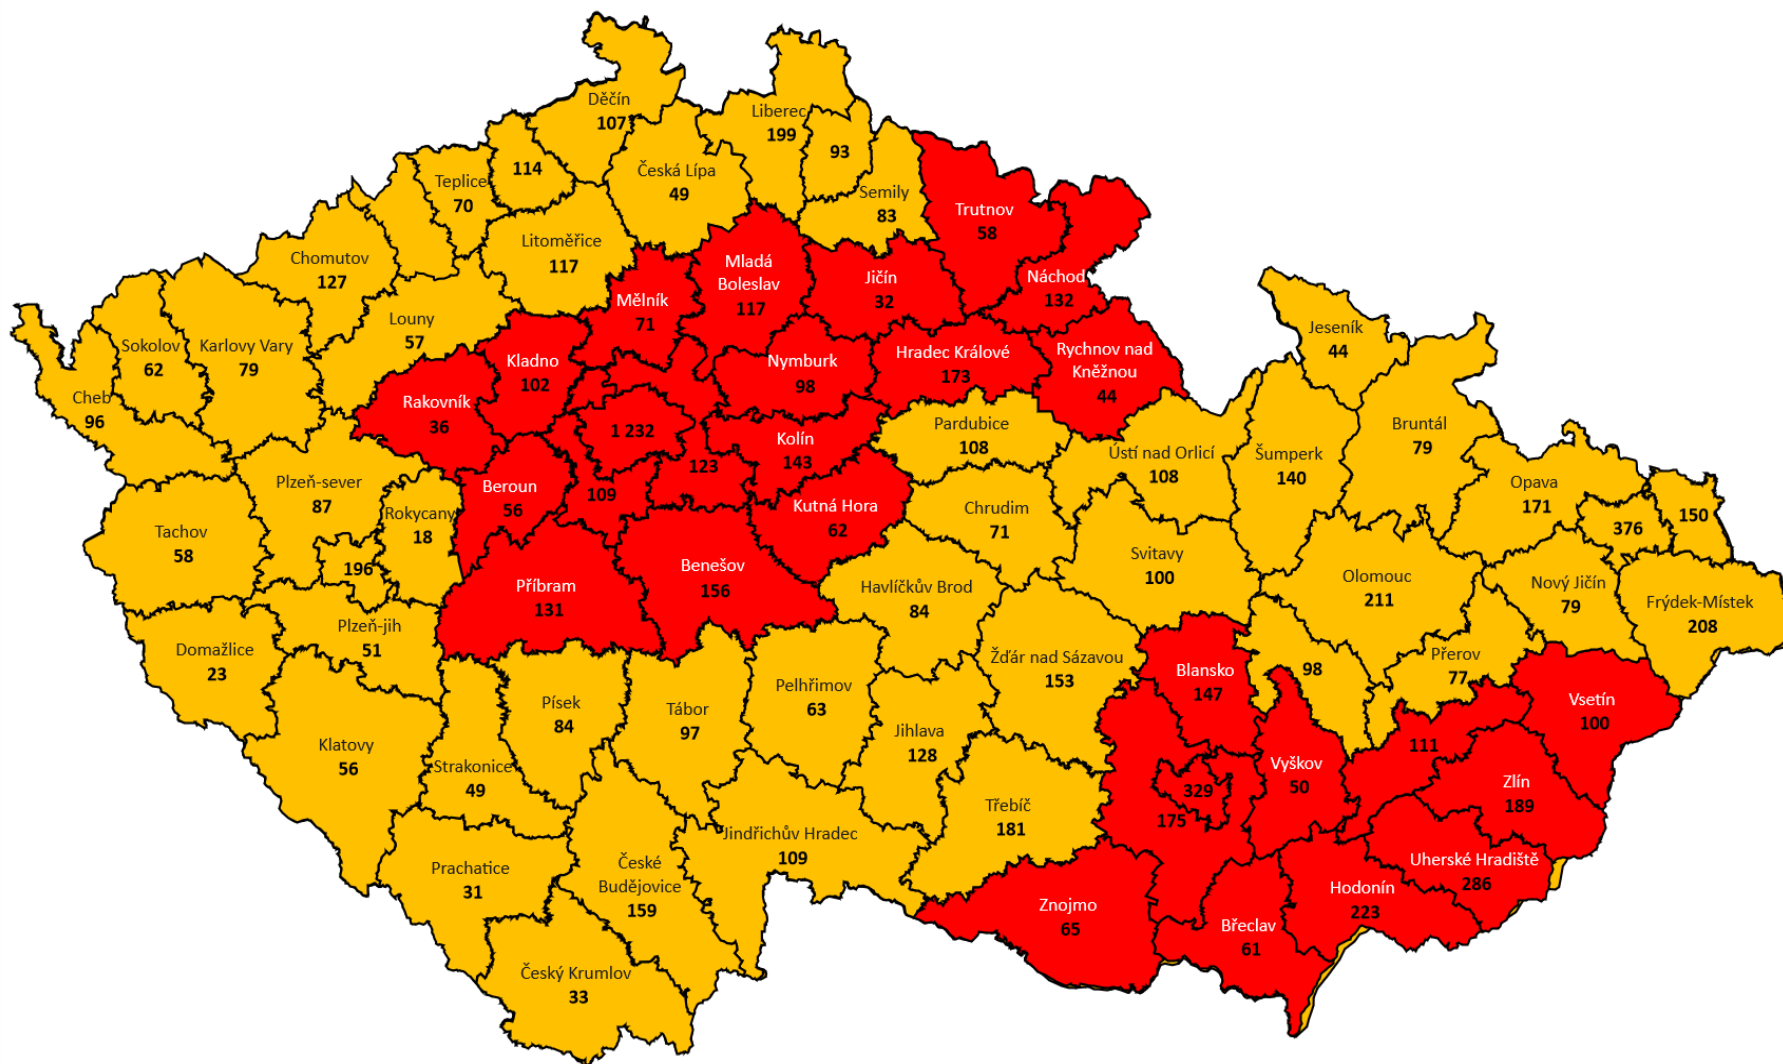 Děčín
107
Liberec
199
93
114
Teplice
70
Česká Lípa
49
Semily
83
Trutnov
58
Litoměřice
117
Chomutov
127
Mladá
Boleslav
117
Jičín
32
Náchod
132
Mělník
71
Louny
57
Jeseník
44
Sokolov
62
Karlovy Vary
79
Kladno
102
Nymburk
98
Hradec Králové
173
Rychnov nad
Kněžnou
44
Cheb
96
Rakovník
36
1 232
Kolín
143
Pardubice
108
Bruntál
79
Ústí nad Orlicí
108
Šumperk
140
123
Plzeň-sever
87
Beroun
56
109
Opava
171
Rokycany
18
Kutná Hora
62
Chrudim
71
376
150
Tachov
58
196
Svitavy
100
Olomouc
211
Nový Jičín
79
Příbram
131
Benešov
156
Havlíčkův Brod
84
Frýdek-Místek
208
Plzeň-jih
51
Domažlice
23
Žďár nad Sázavou
153
Přerov
77
98
Blansko
147
Pelhřimov
63
Písek
84
Tábor
97
Vsetín
100
Klatovy
56
Jihlava
128
111
Strakonice
49
Vyškov
50
Zlín
189
329
175
Třebíč
181
Jindřichův Hradec
109
Prachatice
31
České
Budějovice
159
Uherské Hradiště
286
Hodonín
223
Znojmo
65
Břeclav
61
Český Krumlov
33